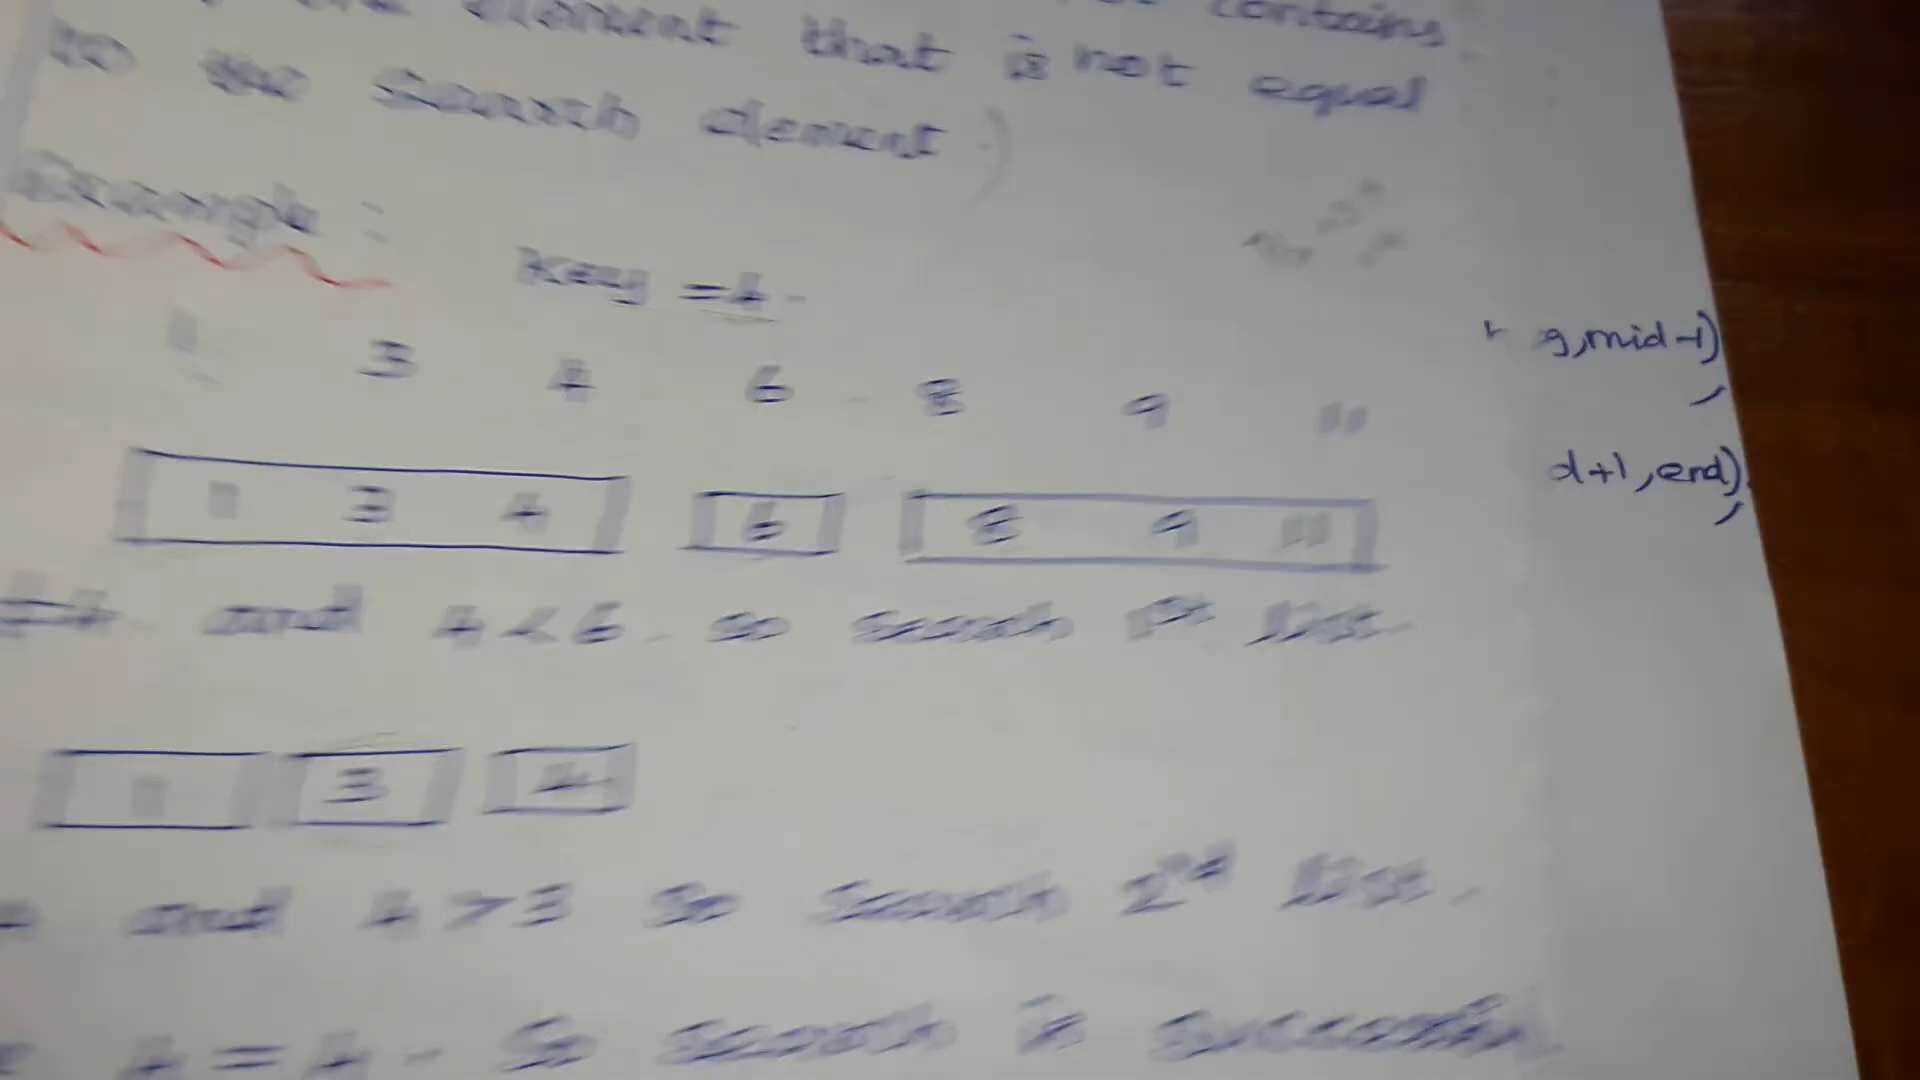 element that is not equal contains
to the search element)
Example :
Key = 4
1 3 4 6 8 9 11
g,mid-1)
;
1 3 4 6 8 9 11
d+1,end)
;
and 4 < 6 so search 1st list.
1 3 4
and 4 > 3 So Search 2nd list.
4 = 4 - So search is successful